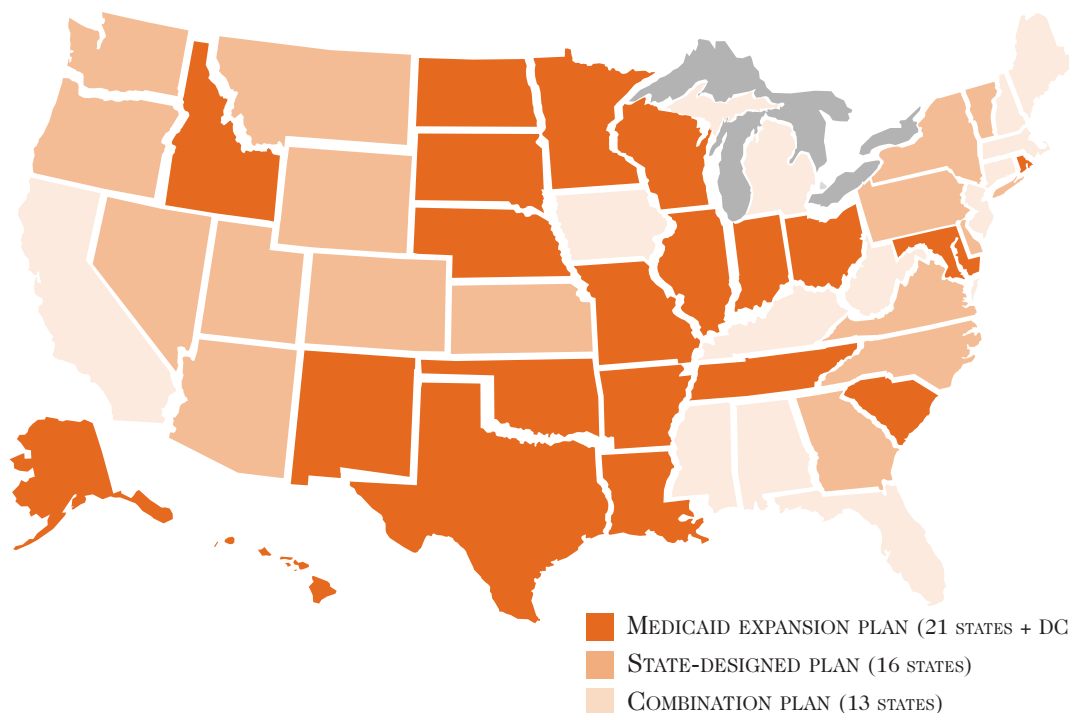 Medicaid expansion plan (21 states + DC
State-designed plan (16 states)
Combination plan (13 states)